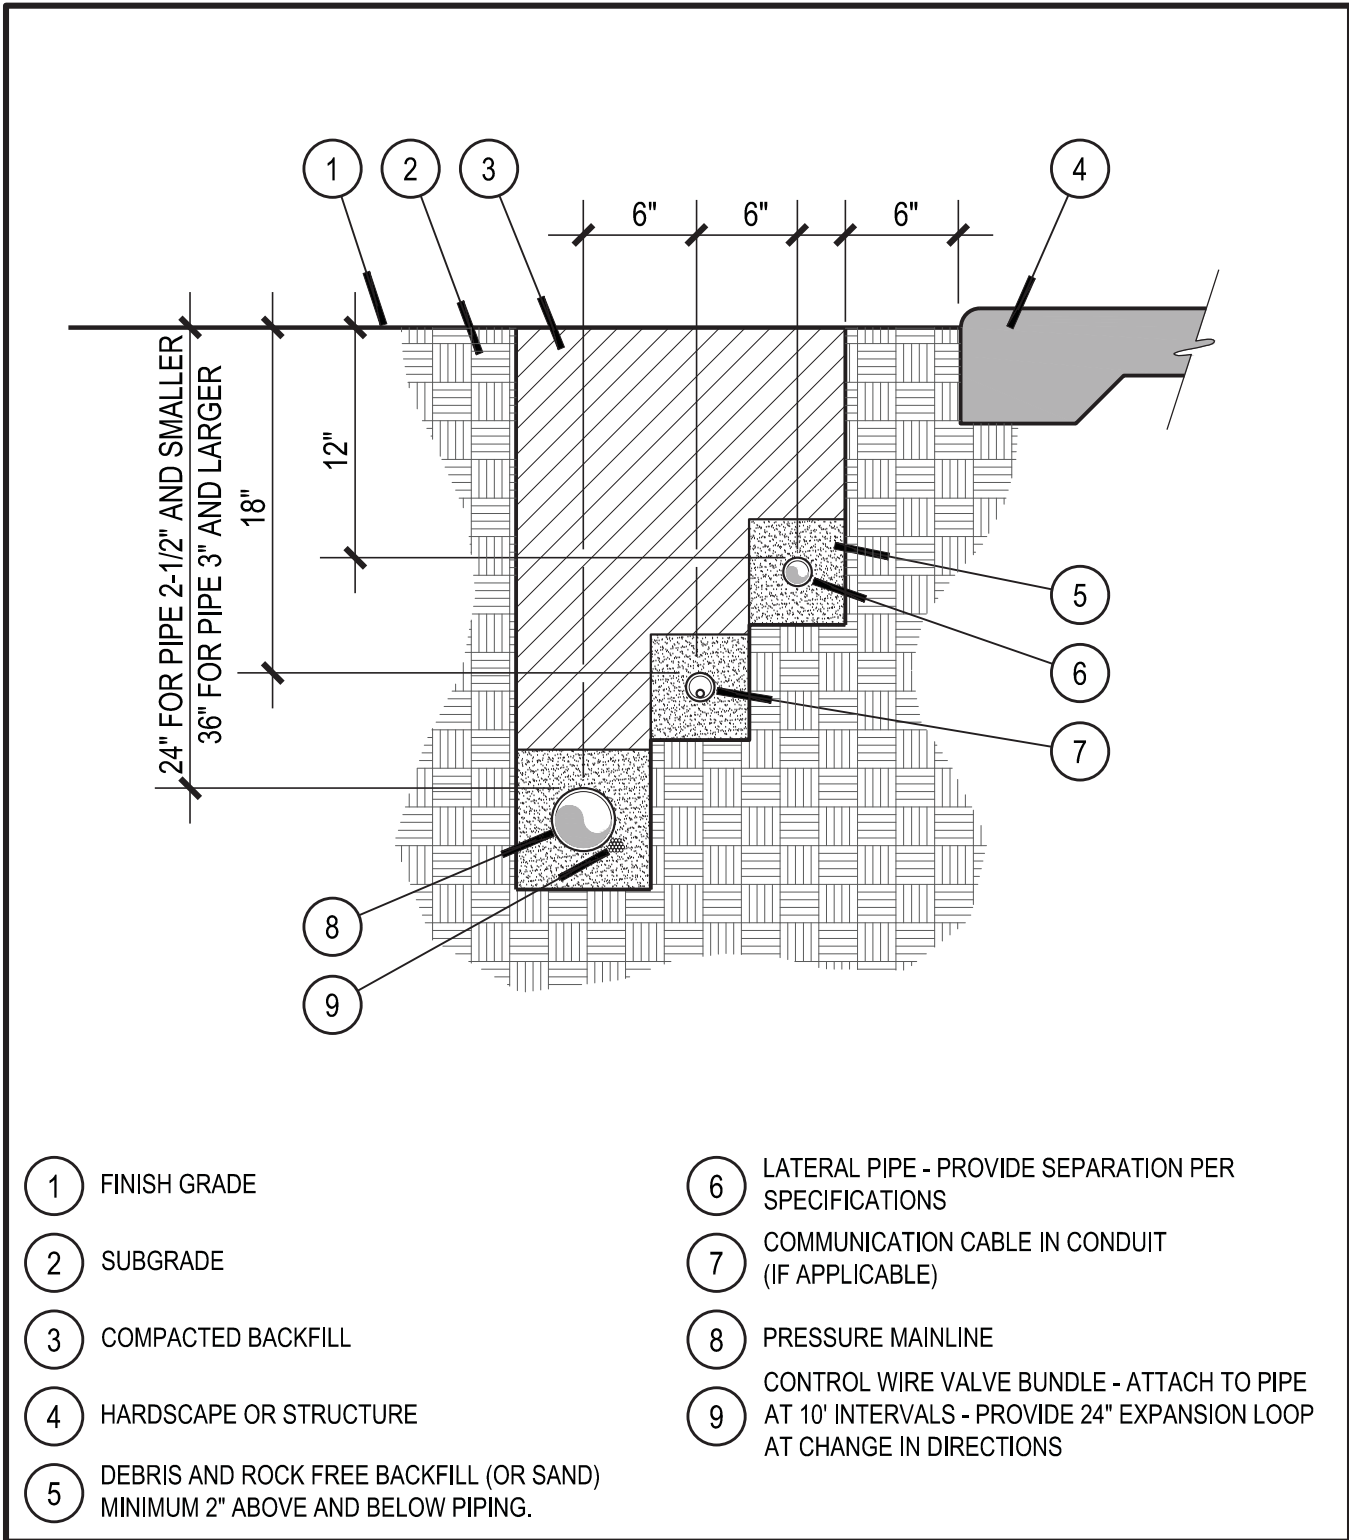 1
2
3
4
6"
6"
6"
24" FOR PIPE 2-1/2" AND SMALLER
36" FOR PIPE 3" AND LARGER
18"
12"
5
6
7
8
9
1 FINISH GRADE
2 SUBGRADE
3 COMPACTED BACKFILL
4 HARDSCAPE OR STRUCTURE
5 DEBRIS AND ROCK FREE BACKFILL (OR SAND)
MINIMUM 2" ABOVE AND BELOW PIPING.
6 LATERAL PIPE - PROVIDE SEPARATION PER
SPECIFICATIONS
7 COMMUNICATION CABLE IN CONDUIT
(IF APPLICABLE)
8 PRESSURE MAINLINE
9 CONTROL WIRE VALVE BUNDLE - ATTACH TO PIPE
AT 10' INTERVALS - PROVIDE 24" EXPANSION LOOP
AT CHANGE IN DIRECTIONS